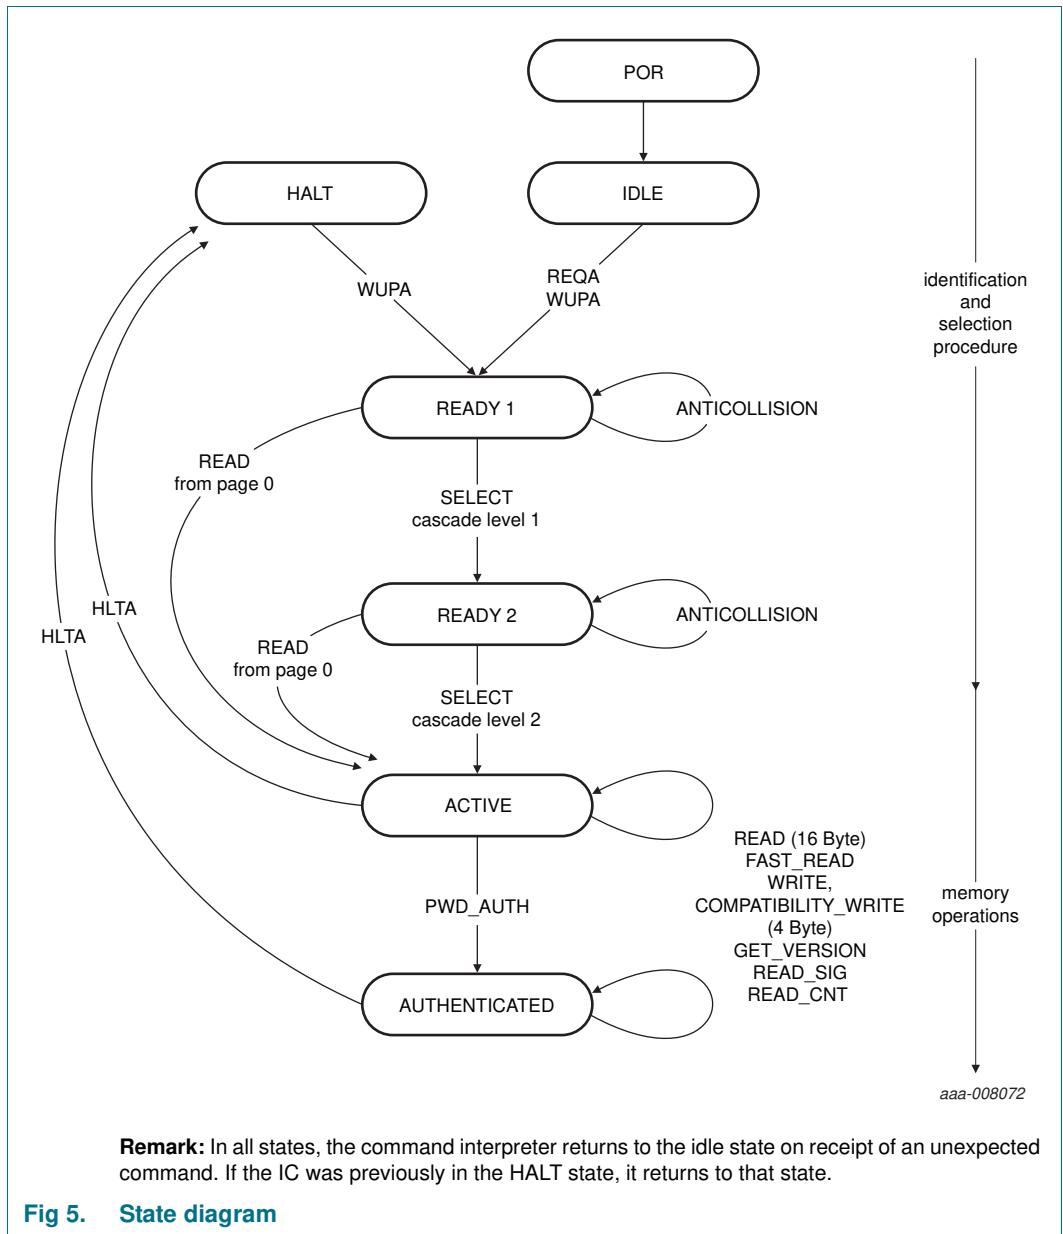 POR
HALT
IDLE
WUPA
REQA
WUPA
identification
and
selection
procedure
READY 1
ANTICOLLISION
READ
from page 0
SELECT
cascade level 1
READY 2
ANTICOLLISION
HLTA
HLTA
READ
from page 0
SELECT
cascade level 2
ACTIVE
READ (16 Byte)
FAST_READ
WRITE,
COMPATIBILITY_WRITE
(4 Byte)
GET_VERSION
READ_SIG
READ_CNT
memory
operations
PWD_AUTH
AUTHENTICATED
aaa-008072
Remark: In all states, the command interpreter returns to the idle state on receipt of an unexpected
command. If the IC was previously in the HALT state, it returns to that state.
Fig 5. State diagram